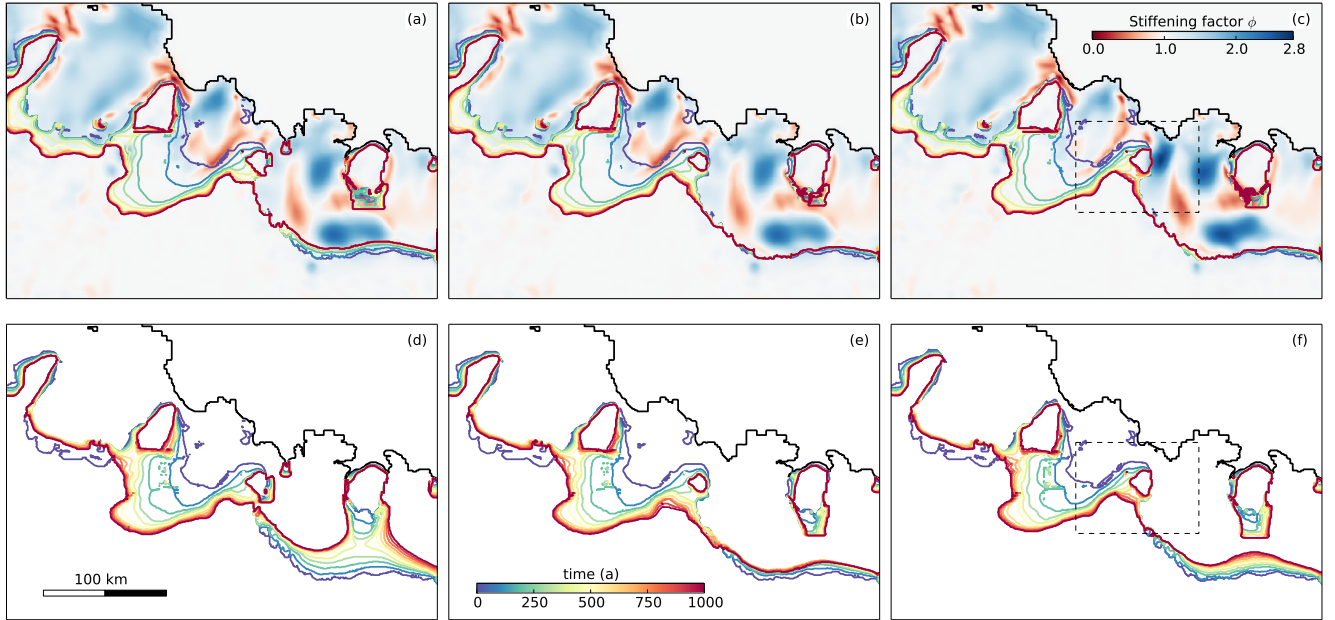 (a)
(b)
(c)
Stiffening factor ϕ
0.0 1.0 2.0 2.8
(d)
(e)
(f)
100 km
time (a)
0 250 500 750 1000